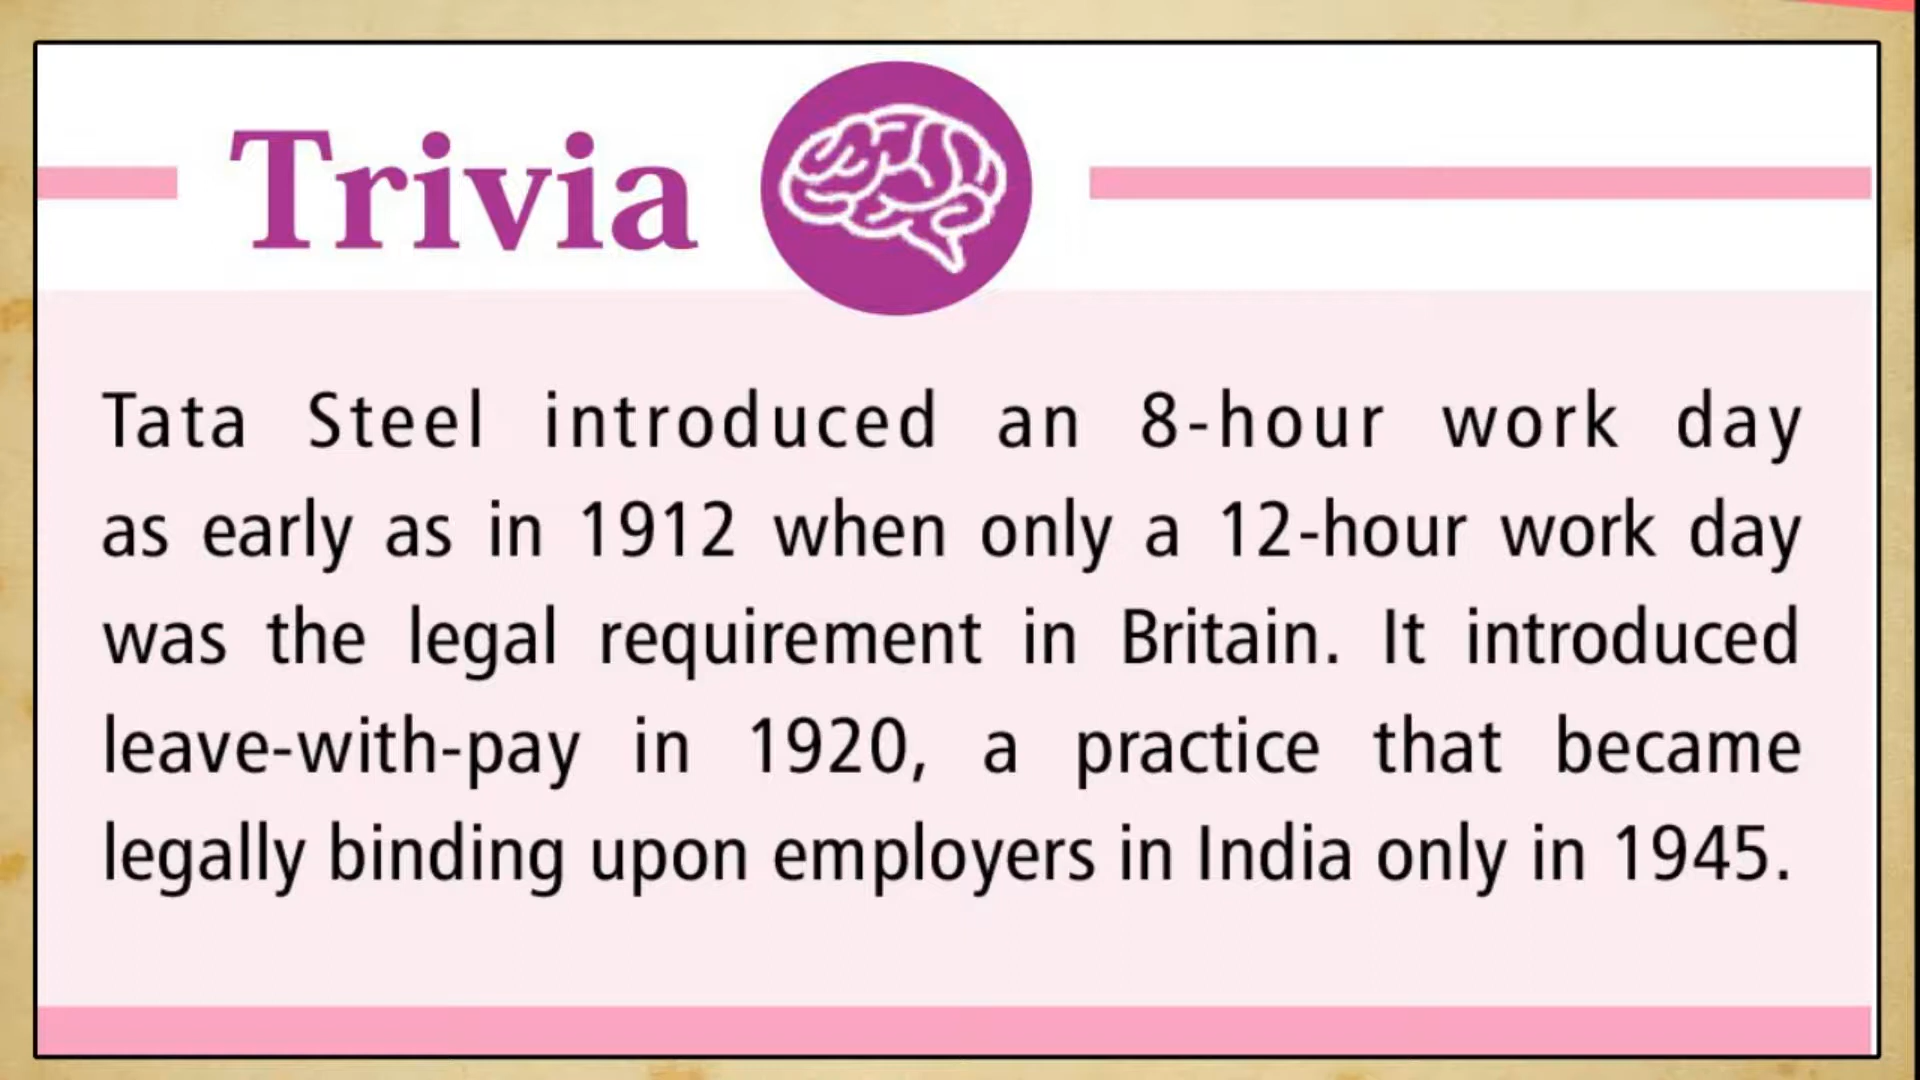 Trivia
Tata Steel introduced an 8-hour work day
as early as in 1912 when only a 12-hour work day
was the legal requirement in Britain. It introduced
leave-with-pay in 1920, a practice that became
legally binding upon employers in India only in 1945.